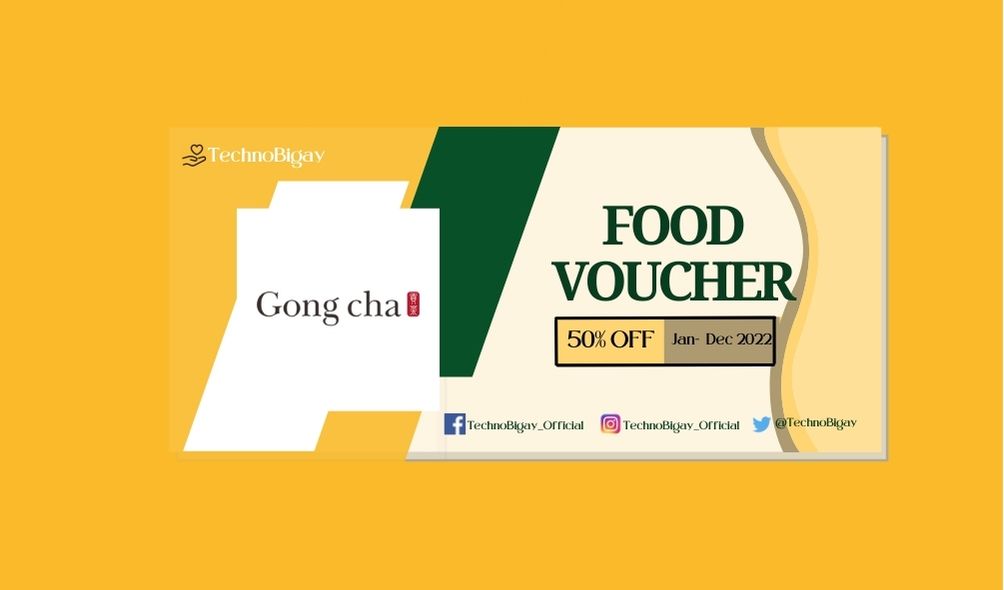 TechnoBigay
Gong cha
FOOD
VOUCHER
50% OFF Jan- Dec 2022
TechnoBigay_Official TechnoBigay_Official @TechnoBigay